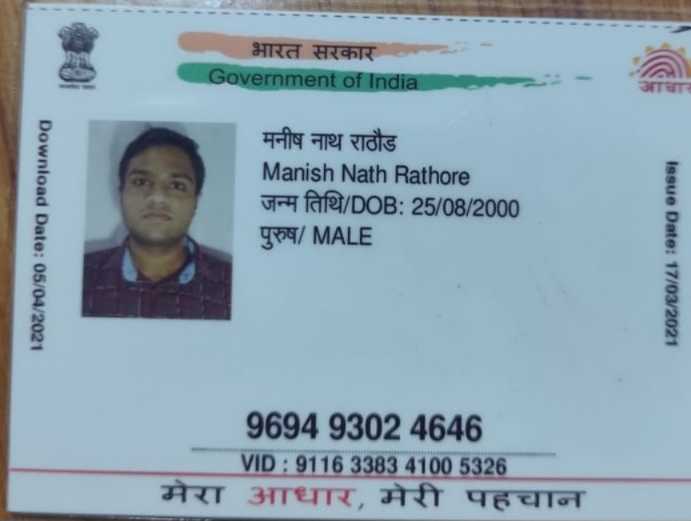 भारत सरकार
Government of India
आधार
Download Date: 05/04/2021
मनीष नाथ राठौड
Manish Nath Rathore
जन्म तिथि/DOB: 25/08/2000
पुरुष/ MALE
Issue Date: 17/03/2021
9694 9302 4646
VID : 9116 3383 4100 5326
मेरा आधार, मेरी पहचान